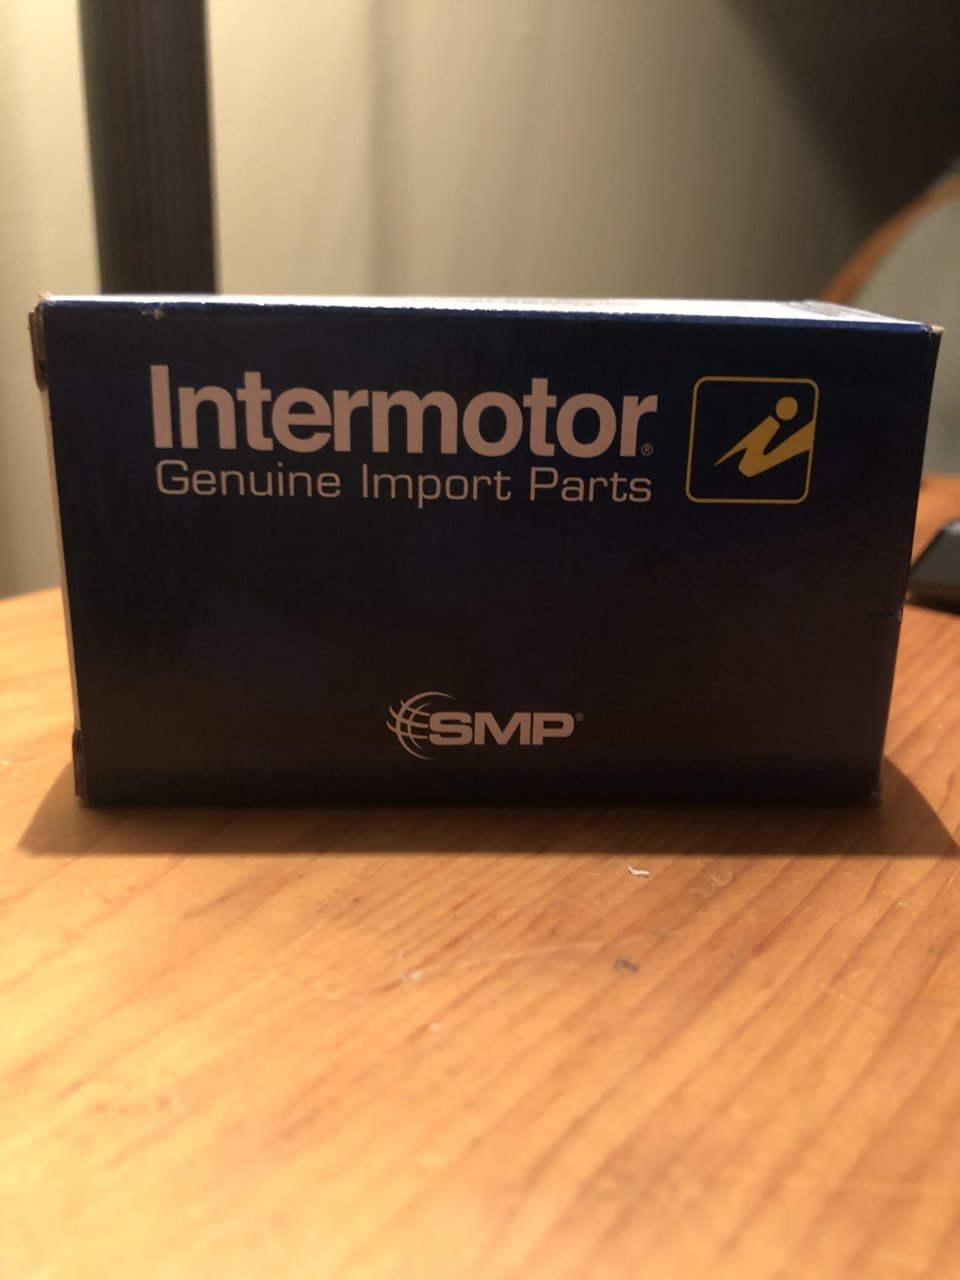 Intermotor®
Genuine Import Parts
SMP®